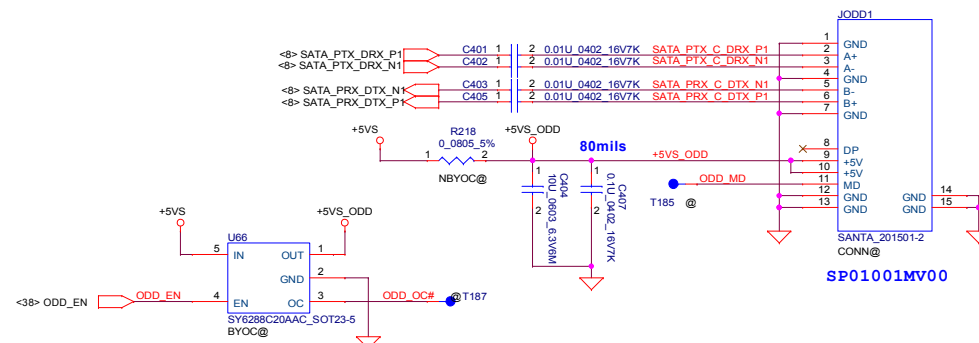 JODD1
<8> SATA_PTX_DRX_P1 C401 1 2 0.01U_0402_16V7K SATA_PTX_C_DRX_P1
<8> SATA_PTX_DRX_N1 C402 1 2 0.01U_0402_16V7K SATA_PTX_C_DRX_N1
<8> SATA_PRX_DTX_N1 C403 1 2 0.01U_0402_16V7K SATA_PRX_C_DTX_N1
<8> SATA_PRX_DTX_P1 C405 1 2 0.01U_0402_16V7K SATA_PRX_C_DTX_P1
1 GND
2 A+
3 A-
4 GND
5 B-
6 B+
7 GND
8 DP
9 +5V
10 +5V
11 MD
12 GND
13 GND
GND 14
GND 15
SANTA_201501-2
CONN@
SP01001MV00
+5VS
R218
0_0805_5%
1 2
NBYOC@
+5VS_ODD
80mils
+5VS_ODD
1
C404
10U_0603_6.3V6M
2
1
C407
0.1U_0402_16V7K
2
ODD_MD
T185 @
+5VS
+5VS_ODD
U66
5 IN OUT 1
GND 2
<38> ODD_EN ODD_EN 4 EN OC 3 ODD_OC# @T187
SY6288C20AAC_SOT23-5
BYOC@